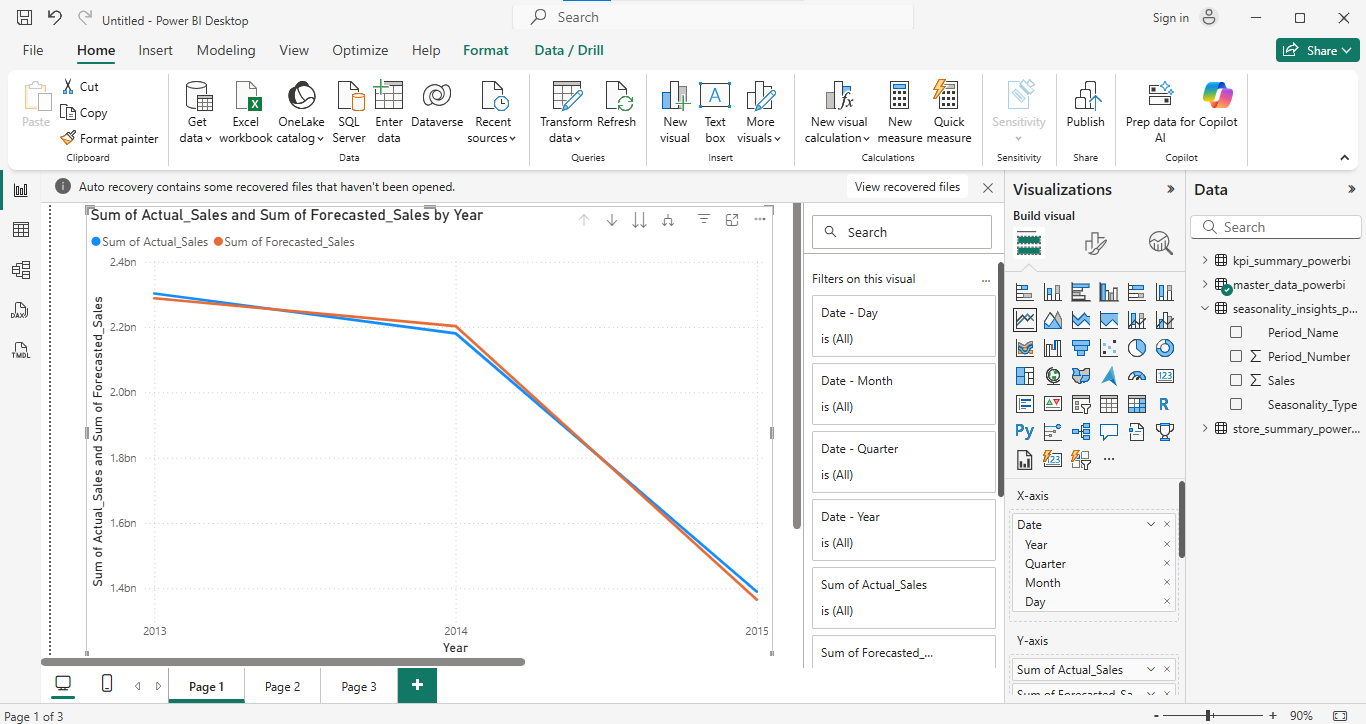 Untitled - Power BI Desktop
Search
Sign in
File
Home
Insert
Modeling
View
Optimize
Help
Format
Data / Drill
Share
Paste
Cut
Copy
Format painter
Clipboard
Get data
Excel workbook
OneLake catalog
SQL Server
Enter data
Dataverse
Recent sources
Data
Transform data
Refresh
Queries
New visual
A
Text box
More visuals
Insert
New visual calculation
New measure
Quick measure
Calculations
Sensitivity
Sensitivity
Publish
Share
Prep data for AI
Copilot
Copilot
Auto recovery contains some recovered files that haven't been opened.
View recovered files
DAX
TMDL
Sum of Actual_Sales and Sum of Forecasted_Sales by Year
Sum of Actual_Sales
Sum of Forecasted_Sales
Sum of Actual_Sales and Sum of Forecasted_Sales
2.4bn
2.2bn
2.0bn
1.8bn
1.6bn
1.4bn
2013
2014
2015
Year
Search
Filters on this visual
...
Date - Day
is (All)
Date - Month
is (All)
Date - Quarter
is (All)
Date - Year
is (All)
Sum of Actual_Sales
is (All)
Sum of Forecasted_...
Visualizations
Build visual
123
R
Py
123
...
X-axis
Date
Year
Quarter
Month
Day
Y-axis
Sum of Actual_Sales
Sum of Forecasted_Sa...
Data
Search
kpi_summary_powerbi
master_data_powerbi
seasonality_insights_p...
Period_Name
Period_Number
Sales
Seasonality_Type
store_summary_power...
Page 1
Page 2
Page 3
+
Page 1 of 3
-
+
90%